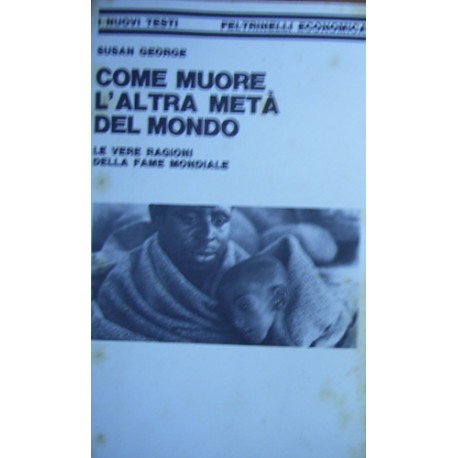 I NUOVI TESTI FELTRINELLI ECONOMICA
SUSAN GEORGE
COME MUORE
L'ALTRA METÀ
DEL MONDO
LE VERE RAGIONI
DELLA FAME MONDIALE